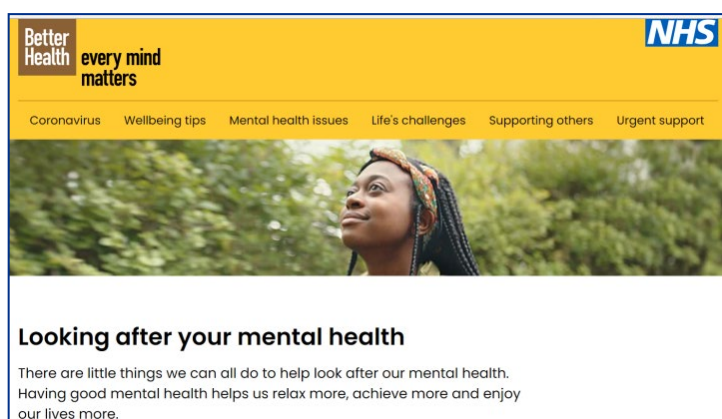 Better
Health
every mind
matters
NHS
Coronavirus Wellbeing tips Mental health issues Life's challenges Supporting others Urgent support
Looking after your mental health
There are little things we can all do to help look after our mental health.
Having good mental health helps us relax more, achieve more and enjoy
our lives more.